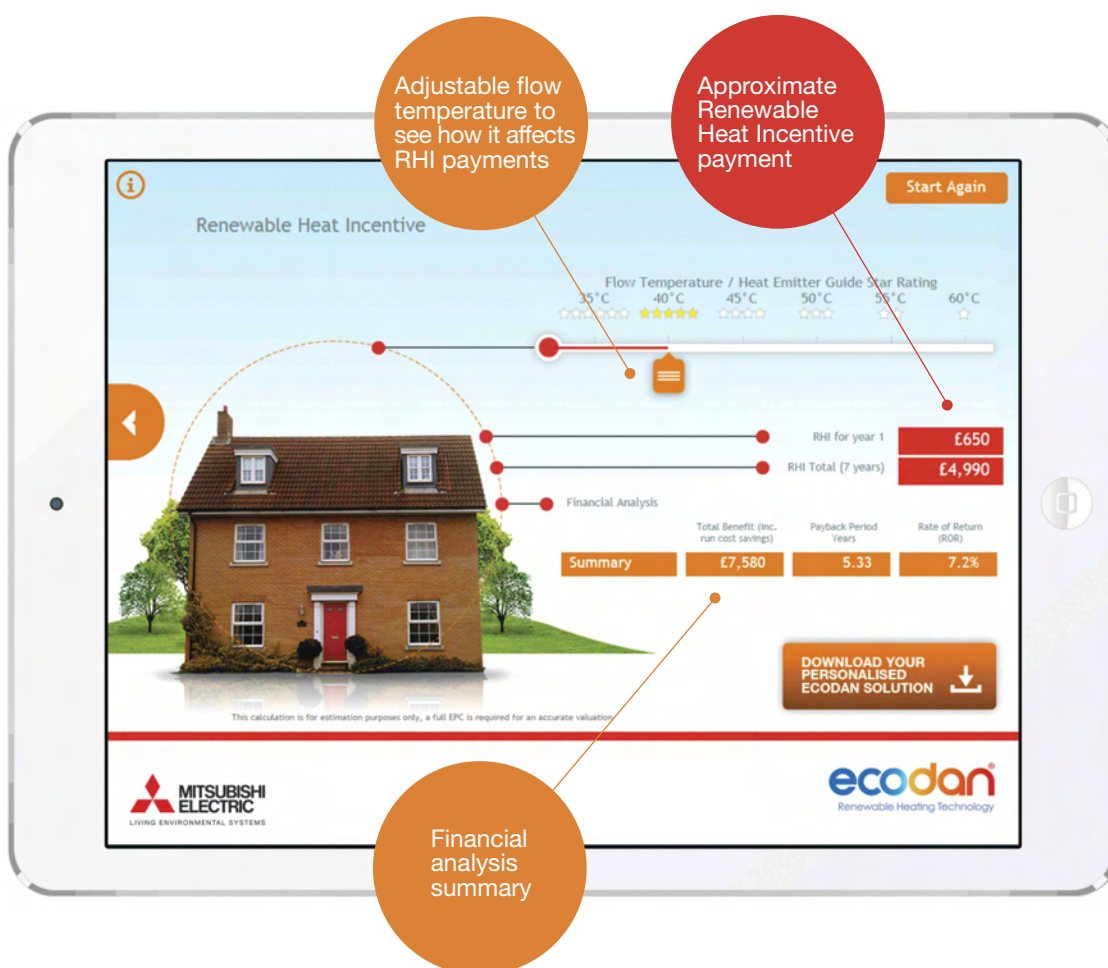 Adjustable flow
temperature to
see how it affects
RHI payments
Approximate
Renewable
Heat Incentive
payment
i
Start Again
Renewable Heat Incentive
Flow Temperature / Heat Emitter Guide Star Rating
35°C 40°C 45°C 50°C 55°C 60°C
RHI for year 1 £650
RHI Total (7 years) £4,990
Financial Analysis
Total Benefit (inc.
run cost savings)
Payback Period
Years
Rate of Return
(ROR)
Summary £7,580 5.33 7.2%
DOWNLOAD YOUR
PERSONALISED
ECODAN SOLUTION
This calculation is for estimation purposes only, a full EPC is required for an accurate valuation
MITSUBISHI
ELECTRIC
LIVING ENVIRONMENTAL SYSTEMS
ecodan®
Renewable Heating Technology
Financial
analysis
summary